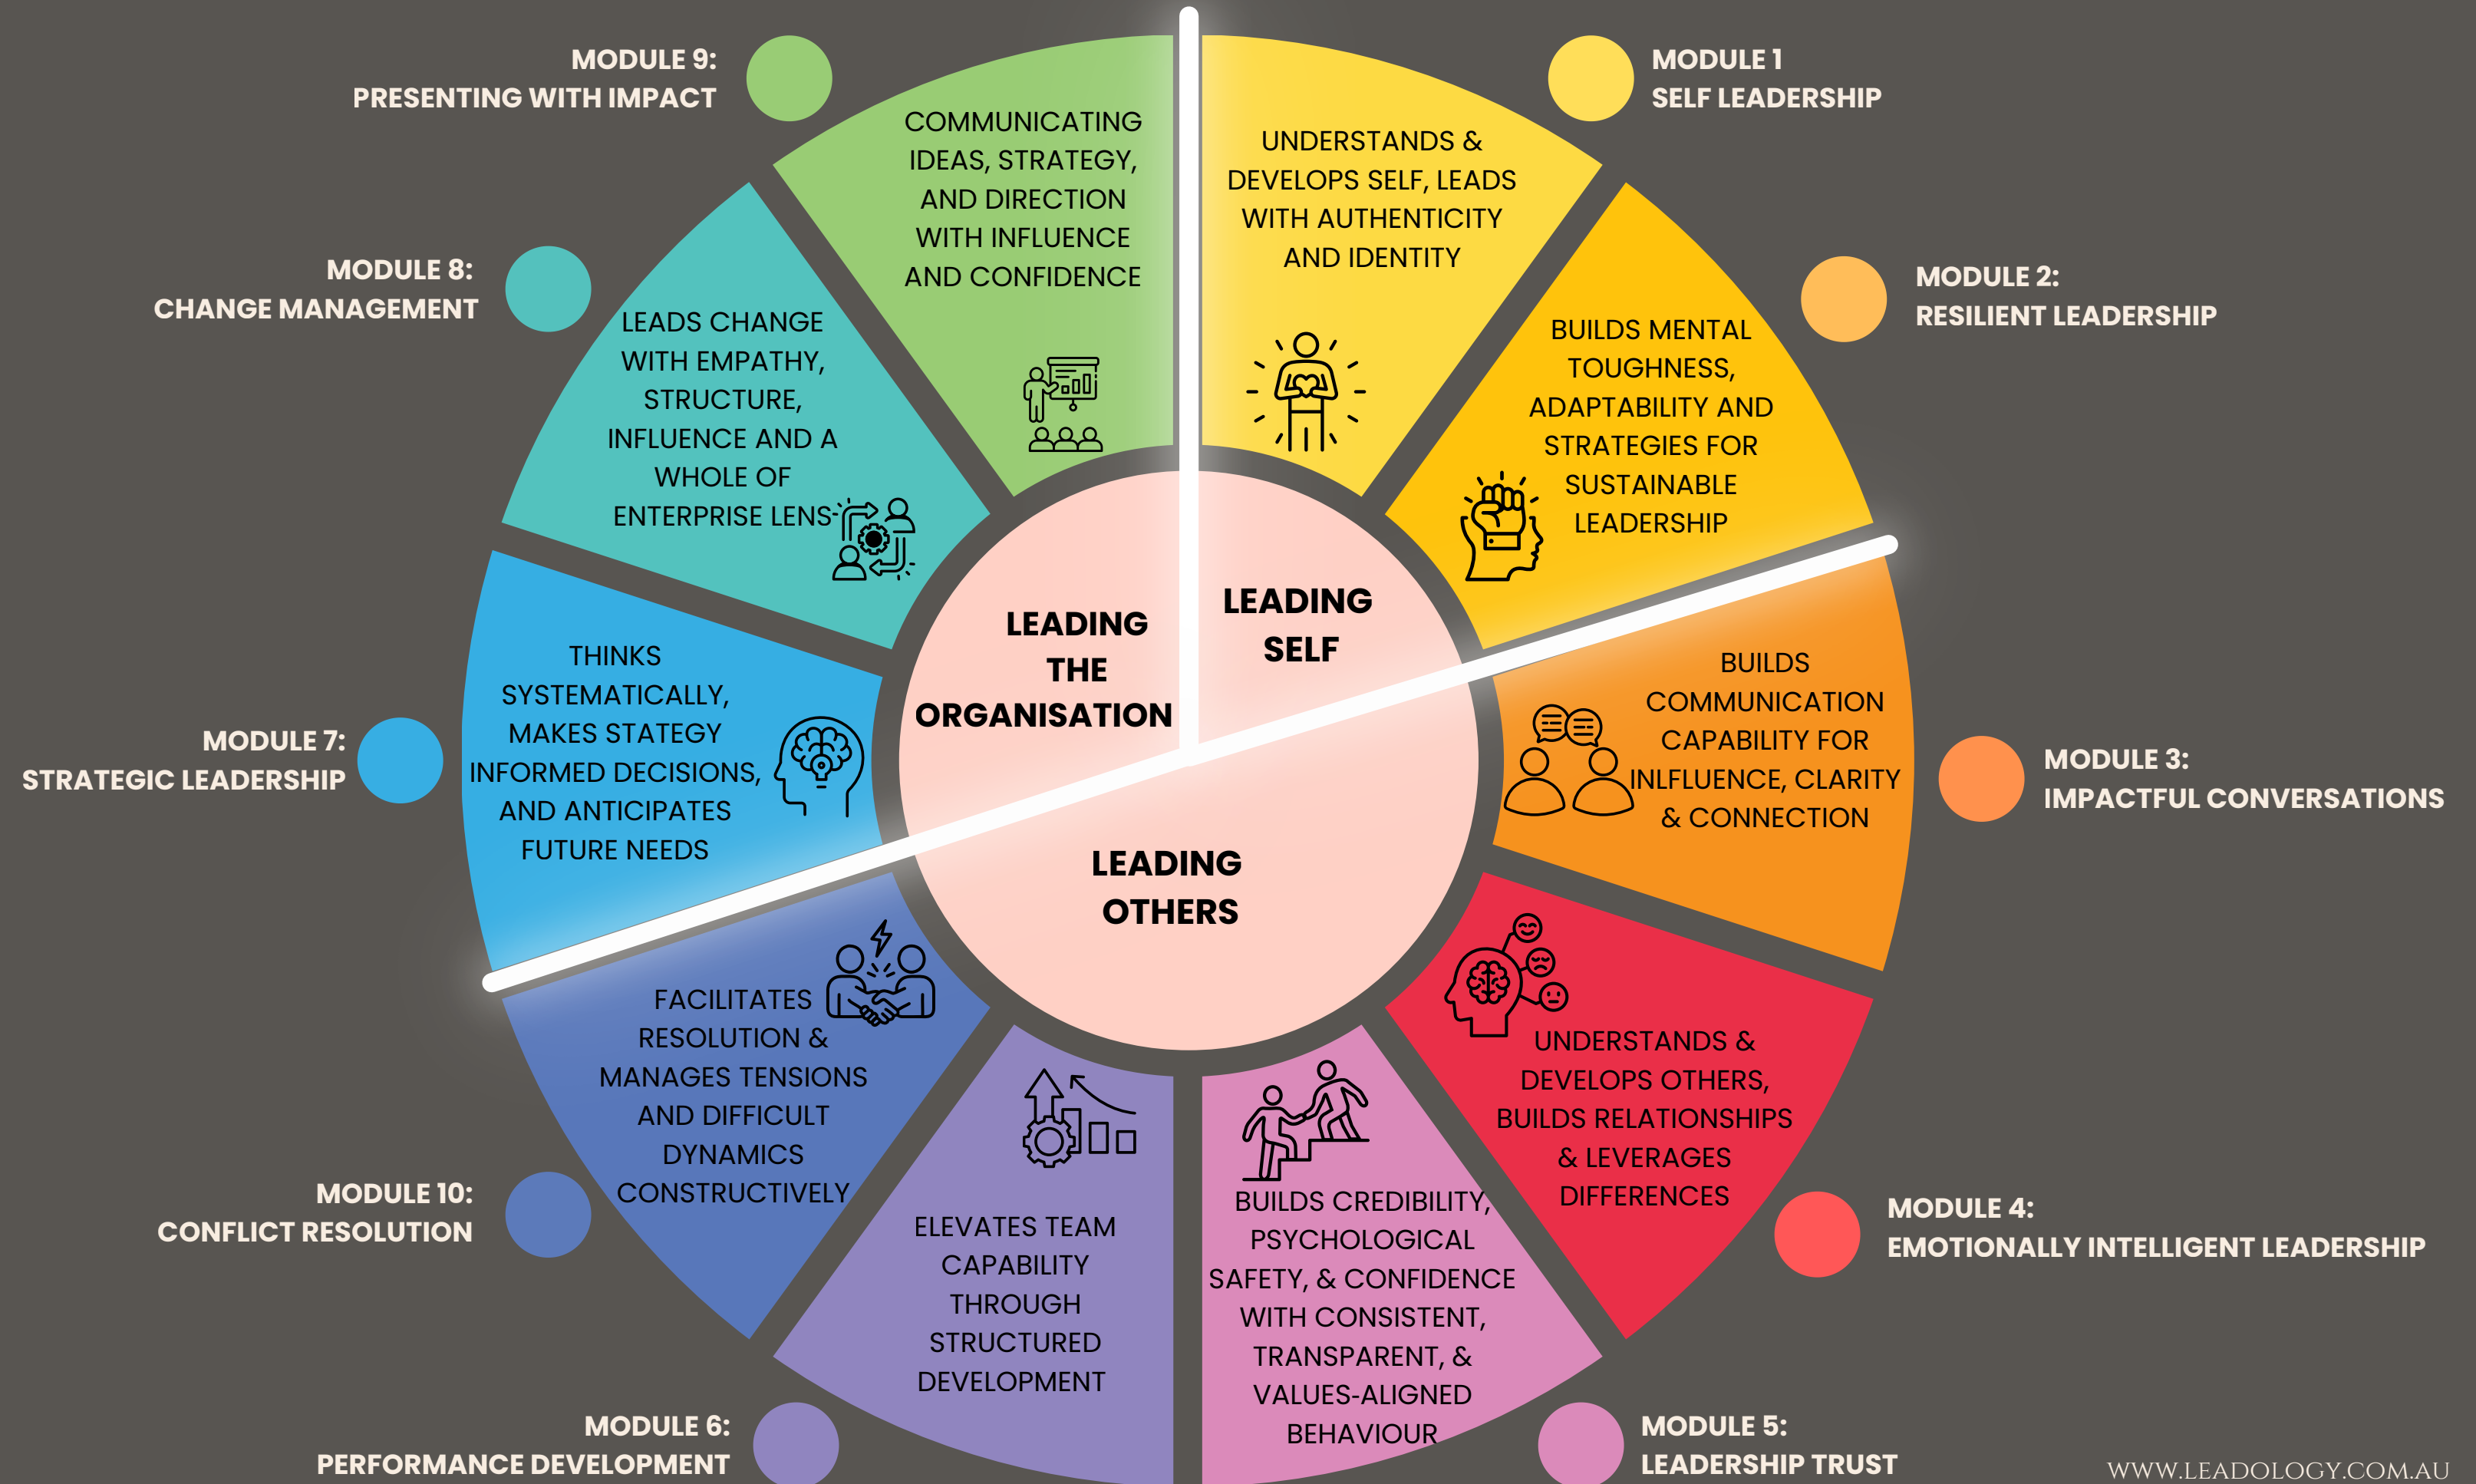 MODULE 1
SELF LEADERSHIP
UNDERSTANDS &
DEVELOPS SELF, LEADS
WITH AUTHENTICITY
AND IDENTITY
MODULE 2:
RESILIENT LEADERSHIP
BUILDS MENTAL
TOUGHNESS,
ADAPTABILITY AND
STRATEGIES FOR
SUSTAINABLE
LEADERSHIP
MODULE 3:
IMPACTFUL CONVERSATIONS
BUILDS
COMMUNICATION
CAPABILITY FOR
INLFLUENCE, CLARITY
& CONNECTION
MODULE 4:
EMOTIONALLY INTELLIGENT LEADERSHIP
UNDERSTANDS &
DEVELOPS OTHERS,
BUILDS RELATIONSHIPS
& LEVERAGES
DIFFERENCES
MODULE 5:
LEADERSHIP TRUST
BUILDS CREDIBILITY,
PSYCHOLOGICAL
SAFETY, & CONFIDENCE
WITH CONSISTENT,
TRANSPARENT, &
VALUES-ALIGNED
BEHAVIOUR
MODULE 6:
PERFORMANCE DEVELOPMENT
ELEVATES TEAM
CAPABILITY
THROUGH
STRUCTURED
DEVELOPMENT
MODULE 10:
CONFLICT RESOLUTION
FACILITATES
RESOLUTION &
MANAGES TENSIONS
AND DIFFICULT
DYNAMICS
CONSTRUCTIVELY
MODULE 7:
STRATEGIC LEADERSHIP
THINKS
SYSTEMATICALLY,
MAKES STATEGY
INFORMED DECISIONS,
AND ANTICIPATES
FUTURE NEEDS
MODULE 8:
CHANGE MANAGEMENT
LEADS CHANGE
WITH EMPATHY,
STRUCTURE,
INFLUENCE AND A
WHOLE OF
ENTERPRISE LENS
MODULE 9:
PRESENTING WITH IMPACT
COMMUNICATING
IDEAS, STRATEGY,
AND DIRECTION
WITH INFLUENCE
AND CONFIDENCE
LEADING
SELF
LEADING
THE
ORGANISATION
LEADING
OTHERS
WWW.LEADOLOGY.COM.AU